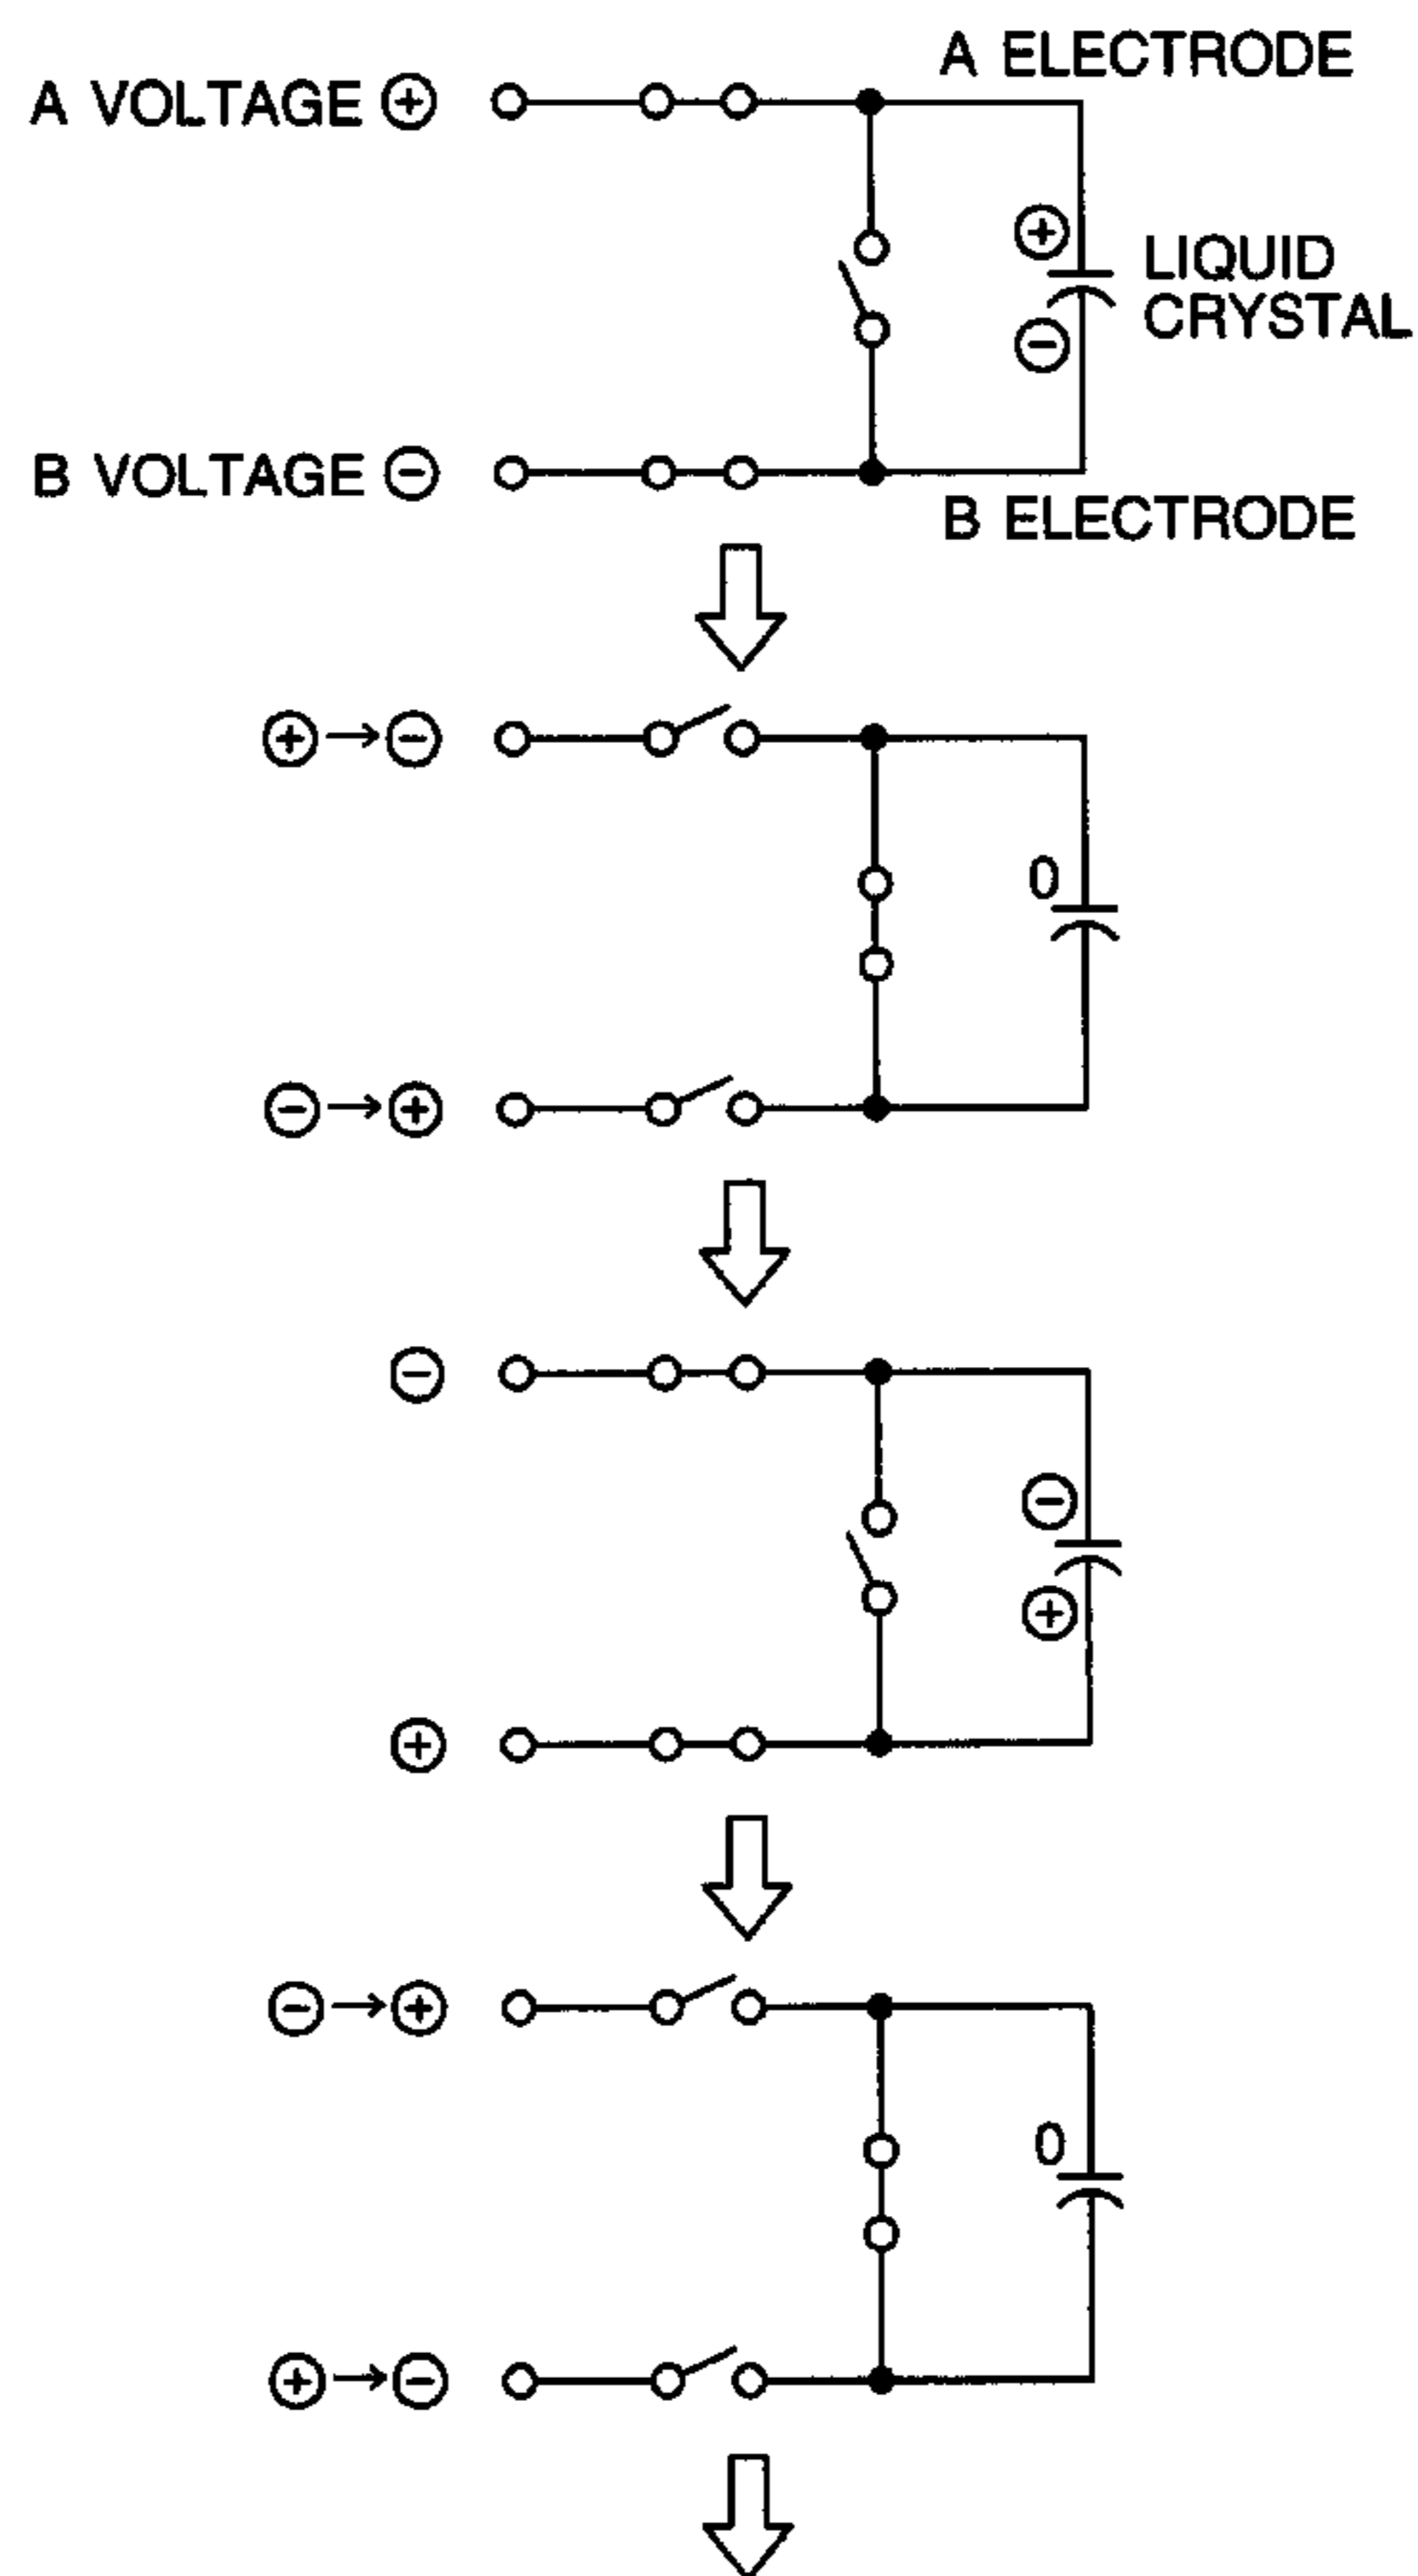 A ELECTRODE
A VOLTAGE ⊕
⊕
LIQUID
CRYSTAL
⊖
B VOLTAGE ⊖
B ELECTRODE
⊕→⊖
0
⊖→⊕
⊖
⊖
⊕
⊕
⊖→⊕
0
⊕→⊖